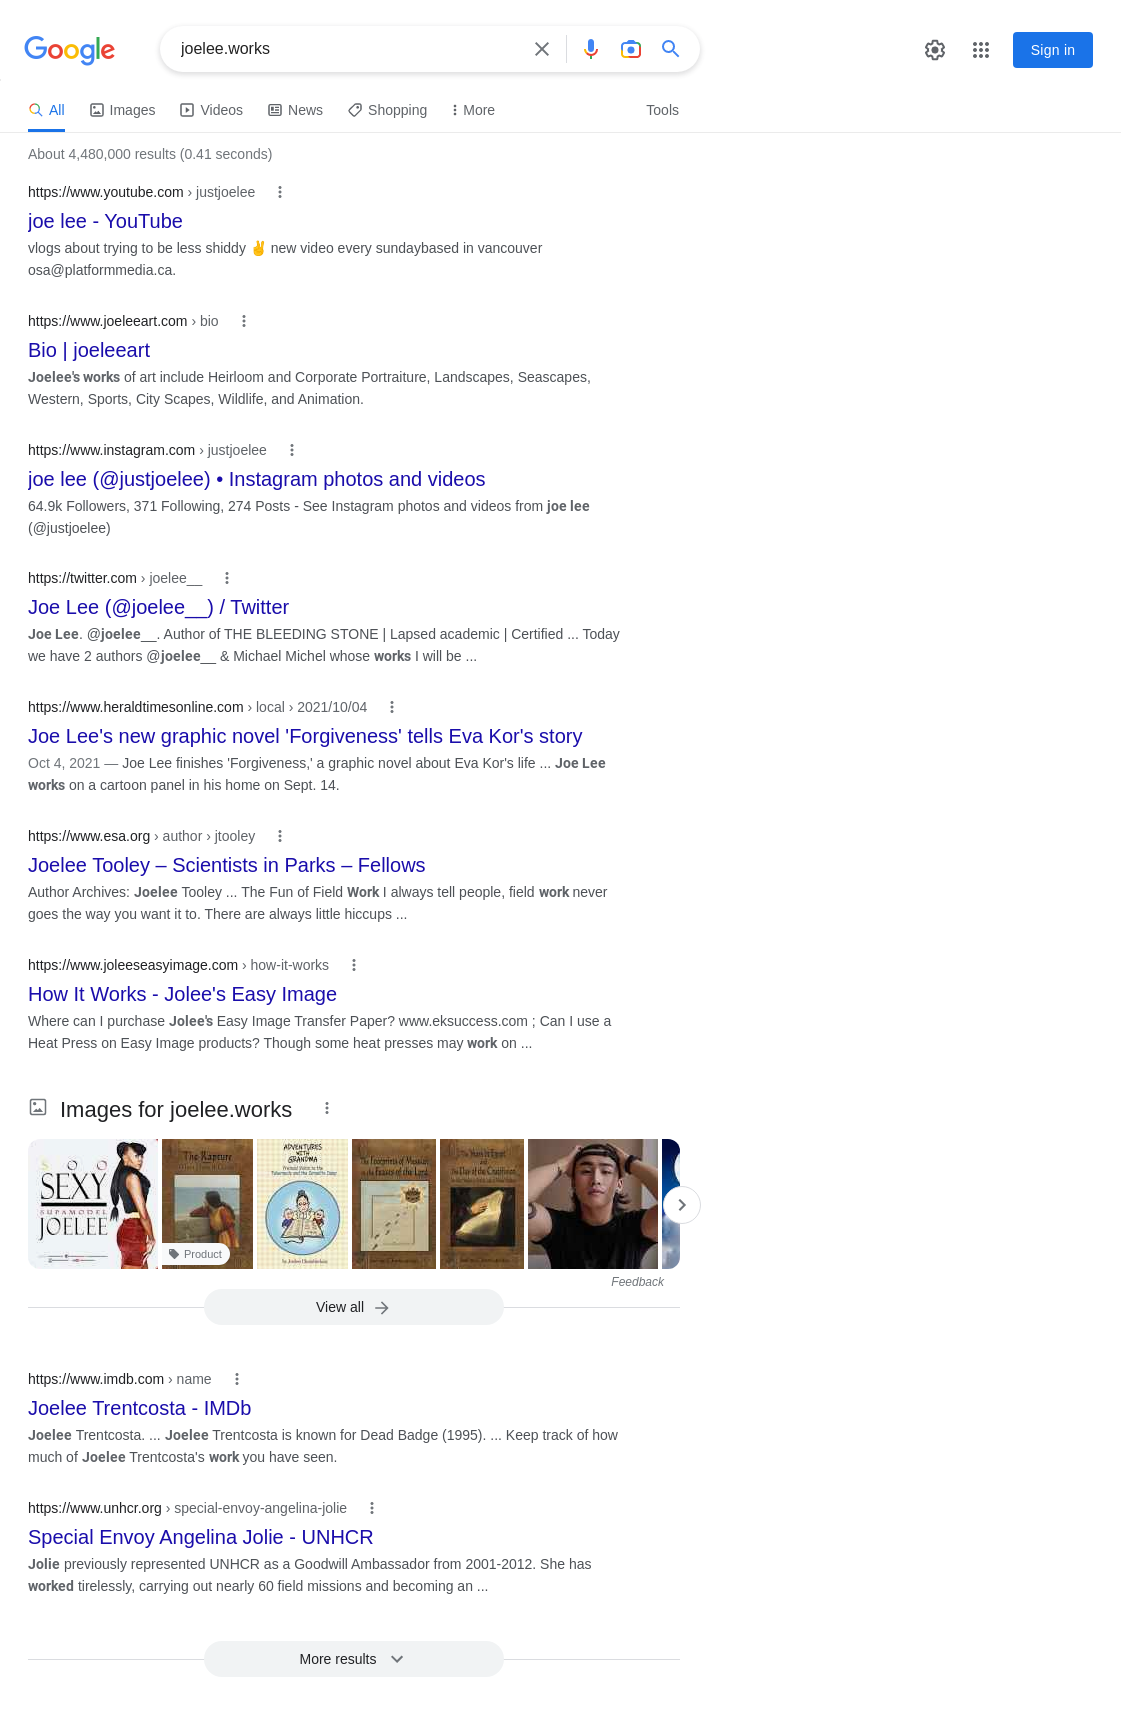 Google
joelee.works
Sign in
All
Images
Videos
News
Shopping
More
Tools
About 4,480,000 results (0.41 seconds)
https://www.youtube.com › justjoelee
joe lee - YouTube
vlogs about trying to be less shiddy ✌️ new video every sundaybased in vancouver
osa@platformmedia.ca.
https://www.joeleeart.com › bio
Bio | joeleeart
Joelee's works of art include Heirloom and Corporate Portraiture, Landscapes, Seascapes,
Western, Sports, City Scapes, Wildlife, and Animation.
https://www.instagram.com › justjoelee
joe lee (@justjoelee) • Instagram photos and videos
64.9k Followers, 371 Following, 274 Posts - See Instagram photos and videos from joe lee
(@justjoelee)
https://twitter.com › joelee__
Joe Lee (@joelee__) / Twitter
Joe Lee. @joelee__. Author of THE BLEEDING STONE | Lapsed academic | Certified ... Today
we have 2 authors @joelee__ & Michael Michel whose works I will be ...
https://www.heraldtimesonline.com › local › 2021/10/04
Joe Lee's new graphic novel 'Forgiveness' tells Eva Kor's story
Oct 4, 2021 — Joe Lee finishes 'Forgiveness,' a graphic novel about Eva Kor's life ... Joe Lee
works on a cartoon panel in his home on Sept. 14.
https://www.esa.org › author › jtooley
Joelee Tooley – Scientists in Parks – Fellows
Author Archives: Joelee Tooley ... The Fun of Field Work I always tell people, field work never
goes the way you want it to. There are always little hiccups ...
https://www.joleeseasyimage.com › how-it-works
How It Works - Jolee's Easy Image
Where can I purchase Jolee's Easy Image Transfer Paper? www.eksuccess.com ; Can I use a
Heat Press on Easy Image products? Though some heat presses may work on ...
Images for joelee.works
SOO
SEXY
SUPAMODEL
JOELEE
The Rapture
Product
ADVENTURES
WITH
GRANDMA
The Footprints of Messiah
in the Feasts of the Lord
Feedback
View all
https://www.imdb.com › name
Joelee Trentcosta - IMDb
Joelee Trentcosta. ... Joelee Trentcosta is known for Dead Badge (1995). ... Keep track of how
much of Joelee Trentcosta's work you have seen.
https://www.unhcr.org › special-envoy-angelina-jolie
Special Envoy Angelina Jolie - UNHCR
Jolie previously represented UNHCR as a Goodwill Ambassador from 2001-2012. She has
worked tirelessly, carrying out nearly 60 field missions and becoming an ...
More results